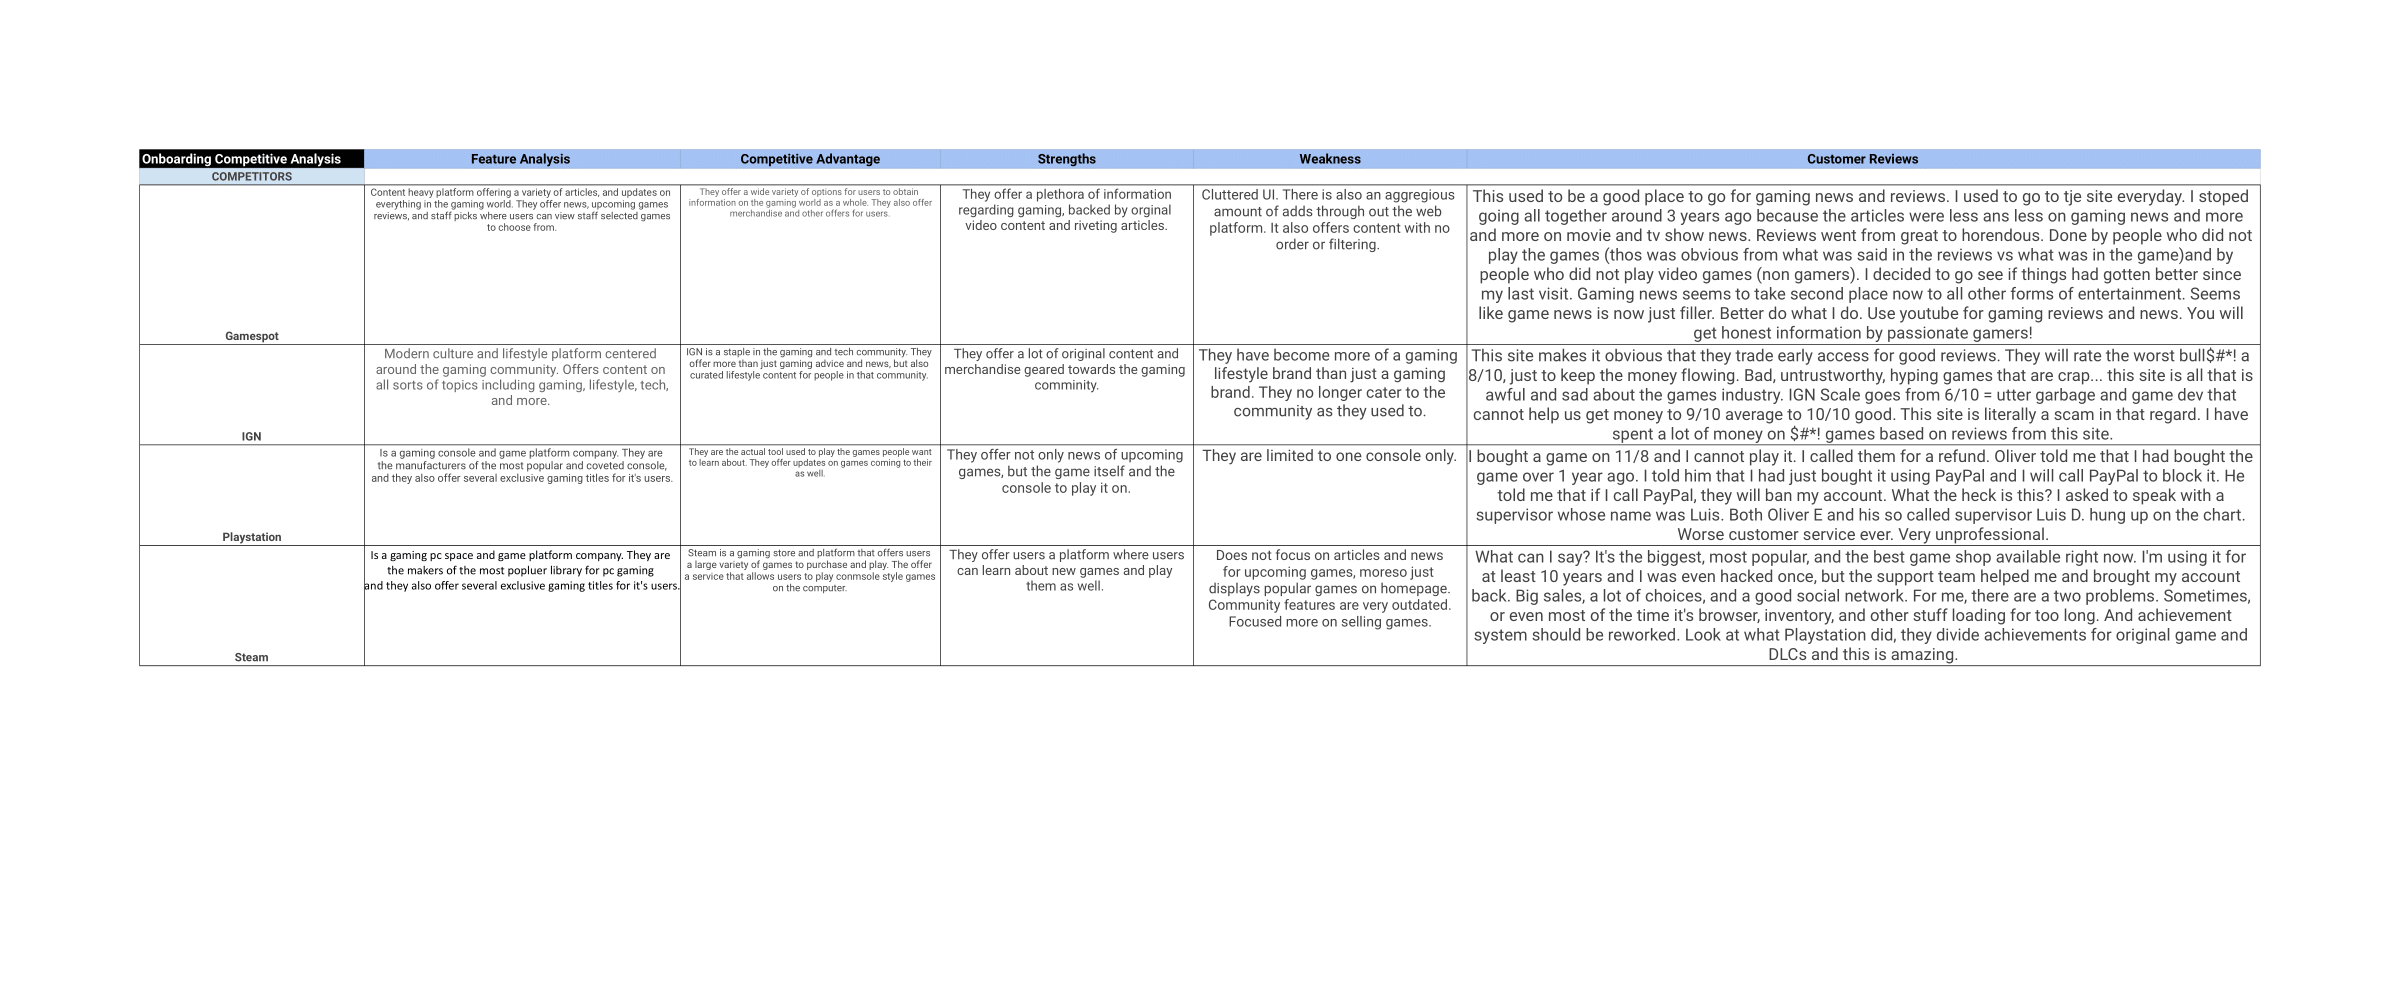 Onboarding Competitive Analysis
Feature Analysis
Competitive Advantage
Strengths
Weakness
Customer Reviews
COMPETITORS
Gamespot
Content heavy platform offering a variety of articles, and updates on
everything in the gaming world. They offer news, upcoming games
reviews, and staff picks where users can view staff selected games
to choose from.
They offer a wide variety of options for users to obtain
information on the gaming world as a whole. They also offer
merchandise and other offers for users.
They offer a plethora of information
regarding gaming, backed by orginal
video content and riveting articles.
Cluttered UI. There is also an aggregious
amount of adds through out the web
platform. It also offers content with no
order or filtering.
This used to be a good place to go for gaming news and reviews. I used to go to tje site everyday. I stoped
going all together around 3 years ago because the articles were less ans less on gaming news and more
and more on movie and tv show news. Reviews went from great to horendous. Done by people who did not
play the games (thos was obvious from what was said in the reviews vs what was in the game)and by
people who did not play video games (non gamers). I decided to go see if things had gotten better since
my last visit. Gaming news seems to take second place now to all other forms of entertainment. Seems
like game news is now just filler. Better do what I do. Use youtube for gaming reviews and news. You will
get honest information by passionate gamers!
IGN
Modern culture and lifestyle platform centered
around the gaming community. Offers content on
all sorts of topics including gaming, lifestyle, tech,
and more.
IGN is a staple in the gaming and tech community. They
offer more than just gaming advice and news, but also
curated lifestyle content for people in that community.
They offer a lot of original content and
merchandise geared towards the gaming
comminity.
They have become more of a gaming
lifestyle brand than just a gaming
brand. They no longer cater to the
community as they used to.
This site makes it obvious that they trade early access for good reviews. They will rate the worst bull$#*! a
8/10, just to keep the money flowing. Bad, untrustworthy, hyping games that are crap... this site is all that is
awful and sad about the games industry. IGN Scale goes from 6/10 = utter garbage and game dev that
cannot help us get money to 9/10 average to 10/10 good. This site is literally a scam in that regard. I have
spent a lot of money on $#*! games based on reviews from this site.
Playstation
Is a gaming console and game platform company. They are
the manufacturers of the most popular and coveted console,
and they also offer several exclusive gaming titles for it's users.
They are the actual tool used to play the games people want
to learn about. They offer updates on games coming to their
as well.
They offer not only news of upcoming
games, but the game itself and the
console to play it on.
They are limited to one console only.
I bought a game on 11/8 and I cannot play it. I called them for a refund. Oliver told me that I had bought the
game over 1 year ago. I told him that I had just bought it using PayPal and I will call PayPal to block it. He
told me that if I call PayPal, they will ban my account. What the heck is this? I asked to speak with a
supervisor whose name was Luis. Both Oliver E and his so called supervisor Luis D. hung up on the chart.
Worse customer service ever. Very unprofessional.
Steam
Is a gaming pc space and game platform company. They are
the makers of the most popluer library for pc gaming
and they also offer several exclusive gaming titles for it's users.
Steam is a gaming store and platform that offers users
a large variety of games to purchase and play. The offer
a service that allows users to play conmsole style games
on the computer.
They offer users a platform where users
can learn about new games and play
them as well.
Does not focus on articles and news
for upcoming games, moreso just
displays popular games on homepage.
Community features are very outdated.
Focused more on selling games.
What can I say? It's the biggest, most popular, and the best game shop available right now. I'm using it for
at least 10 years and I was even hacked once, but the support team helped me and brought my account
back. Big sales, a lot of choices, and a good social network. For me, there are a two problems. Sometimes,
or even most of the time it's browser, inventory, and other stuff loading for too long. And achievement
system should be reworked. Look at what Playstation did, they divide achievements for original game and
DLCs and this is amazing.